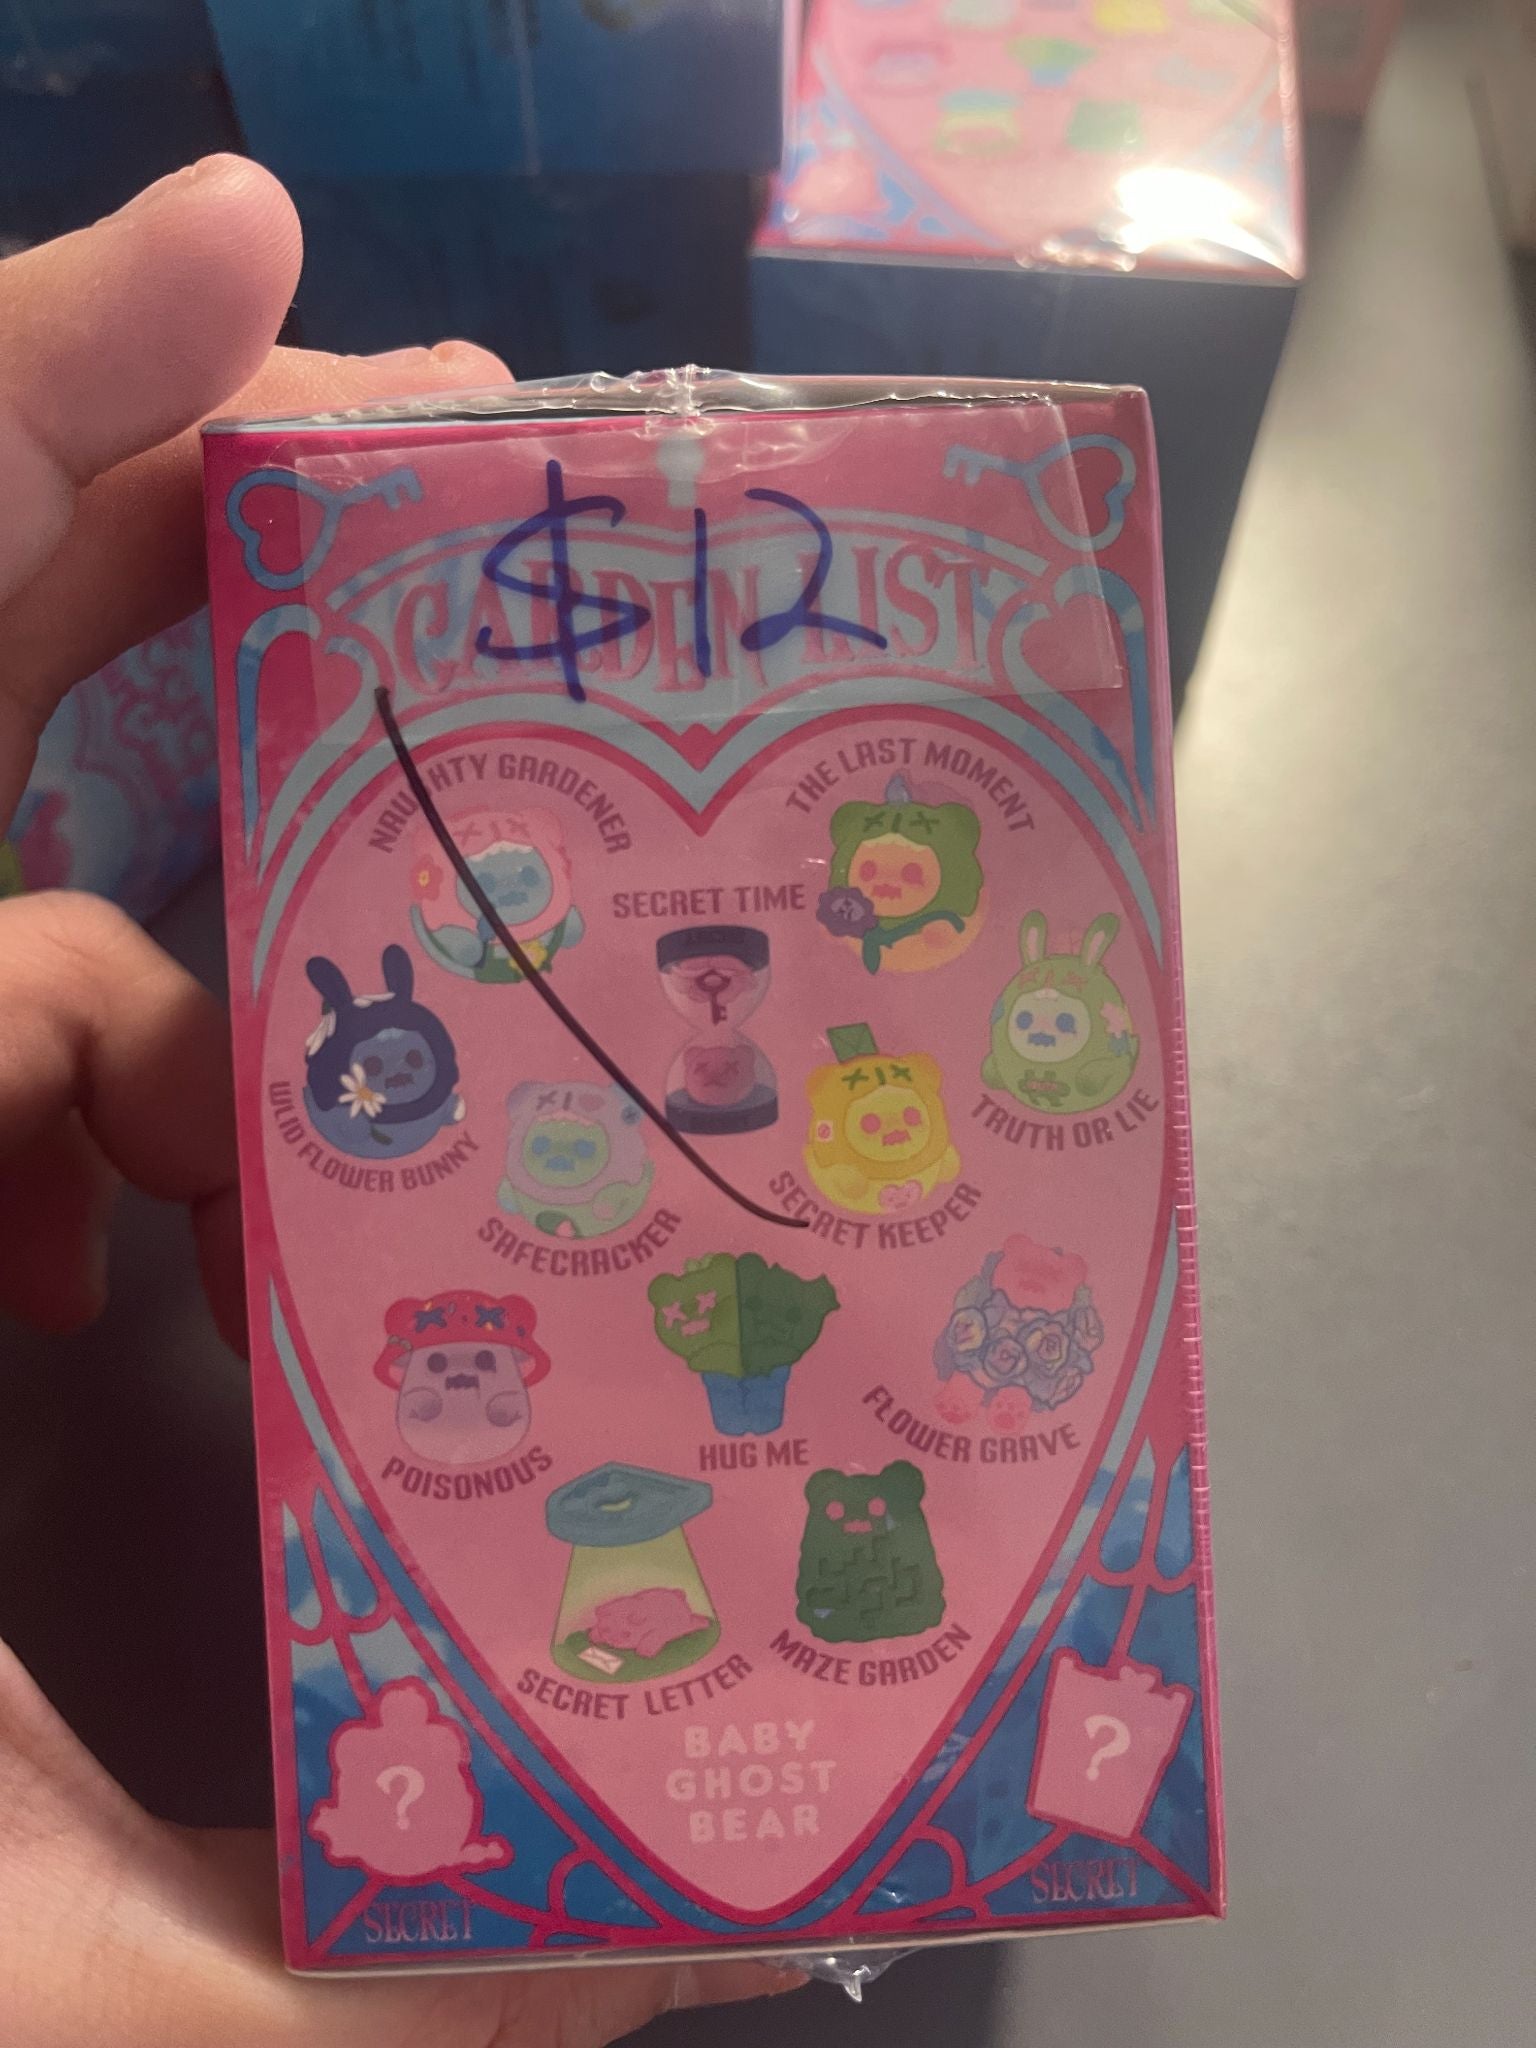 $12
GARDEN LIST
NAUGHTY GARDENER
THE LAST MOMENT
SECRET TIME
WLID FLOWER BUNNY
TRUTH OR LIE
SAFECRACKER
SECRET KEEPER
POISONOUS
HUG ME
FLOWER GRAVE
SECRET LETTER
MAZE GARDEN
BABY
GHOST
BEAR
?
?
SECRET
SECRET